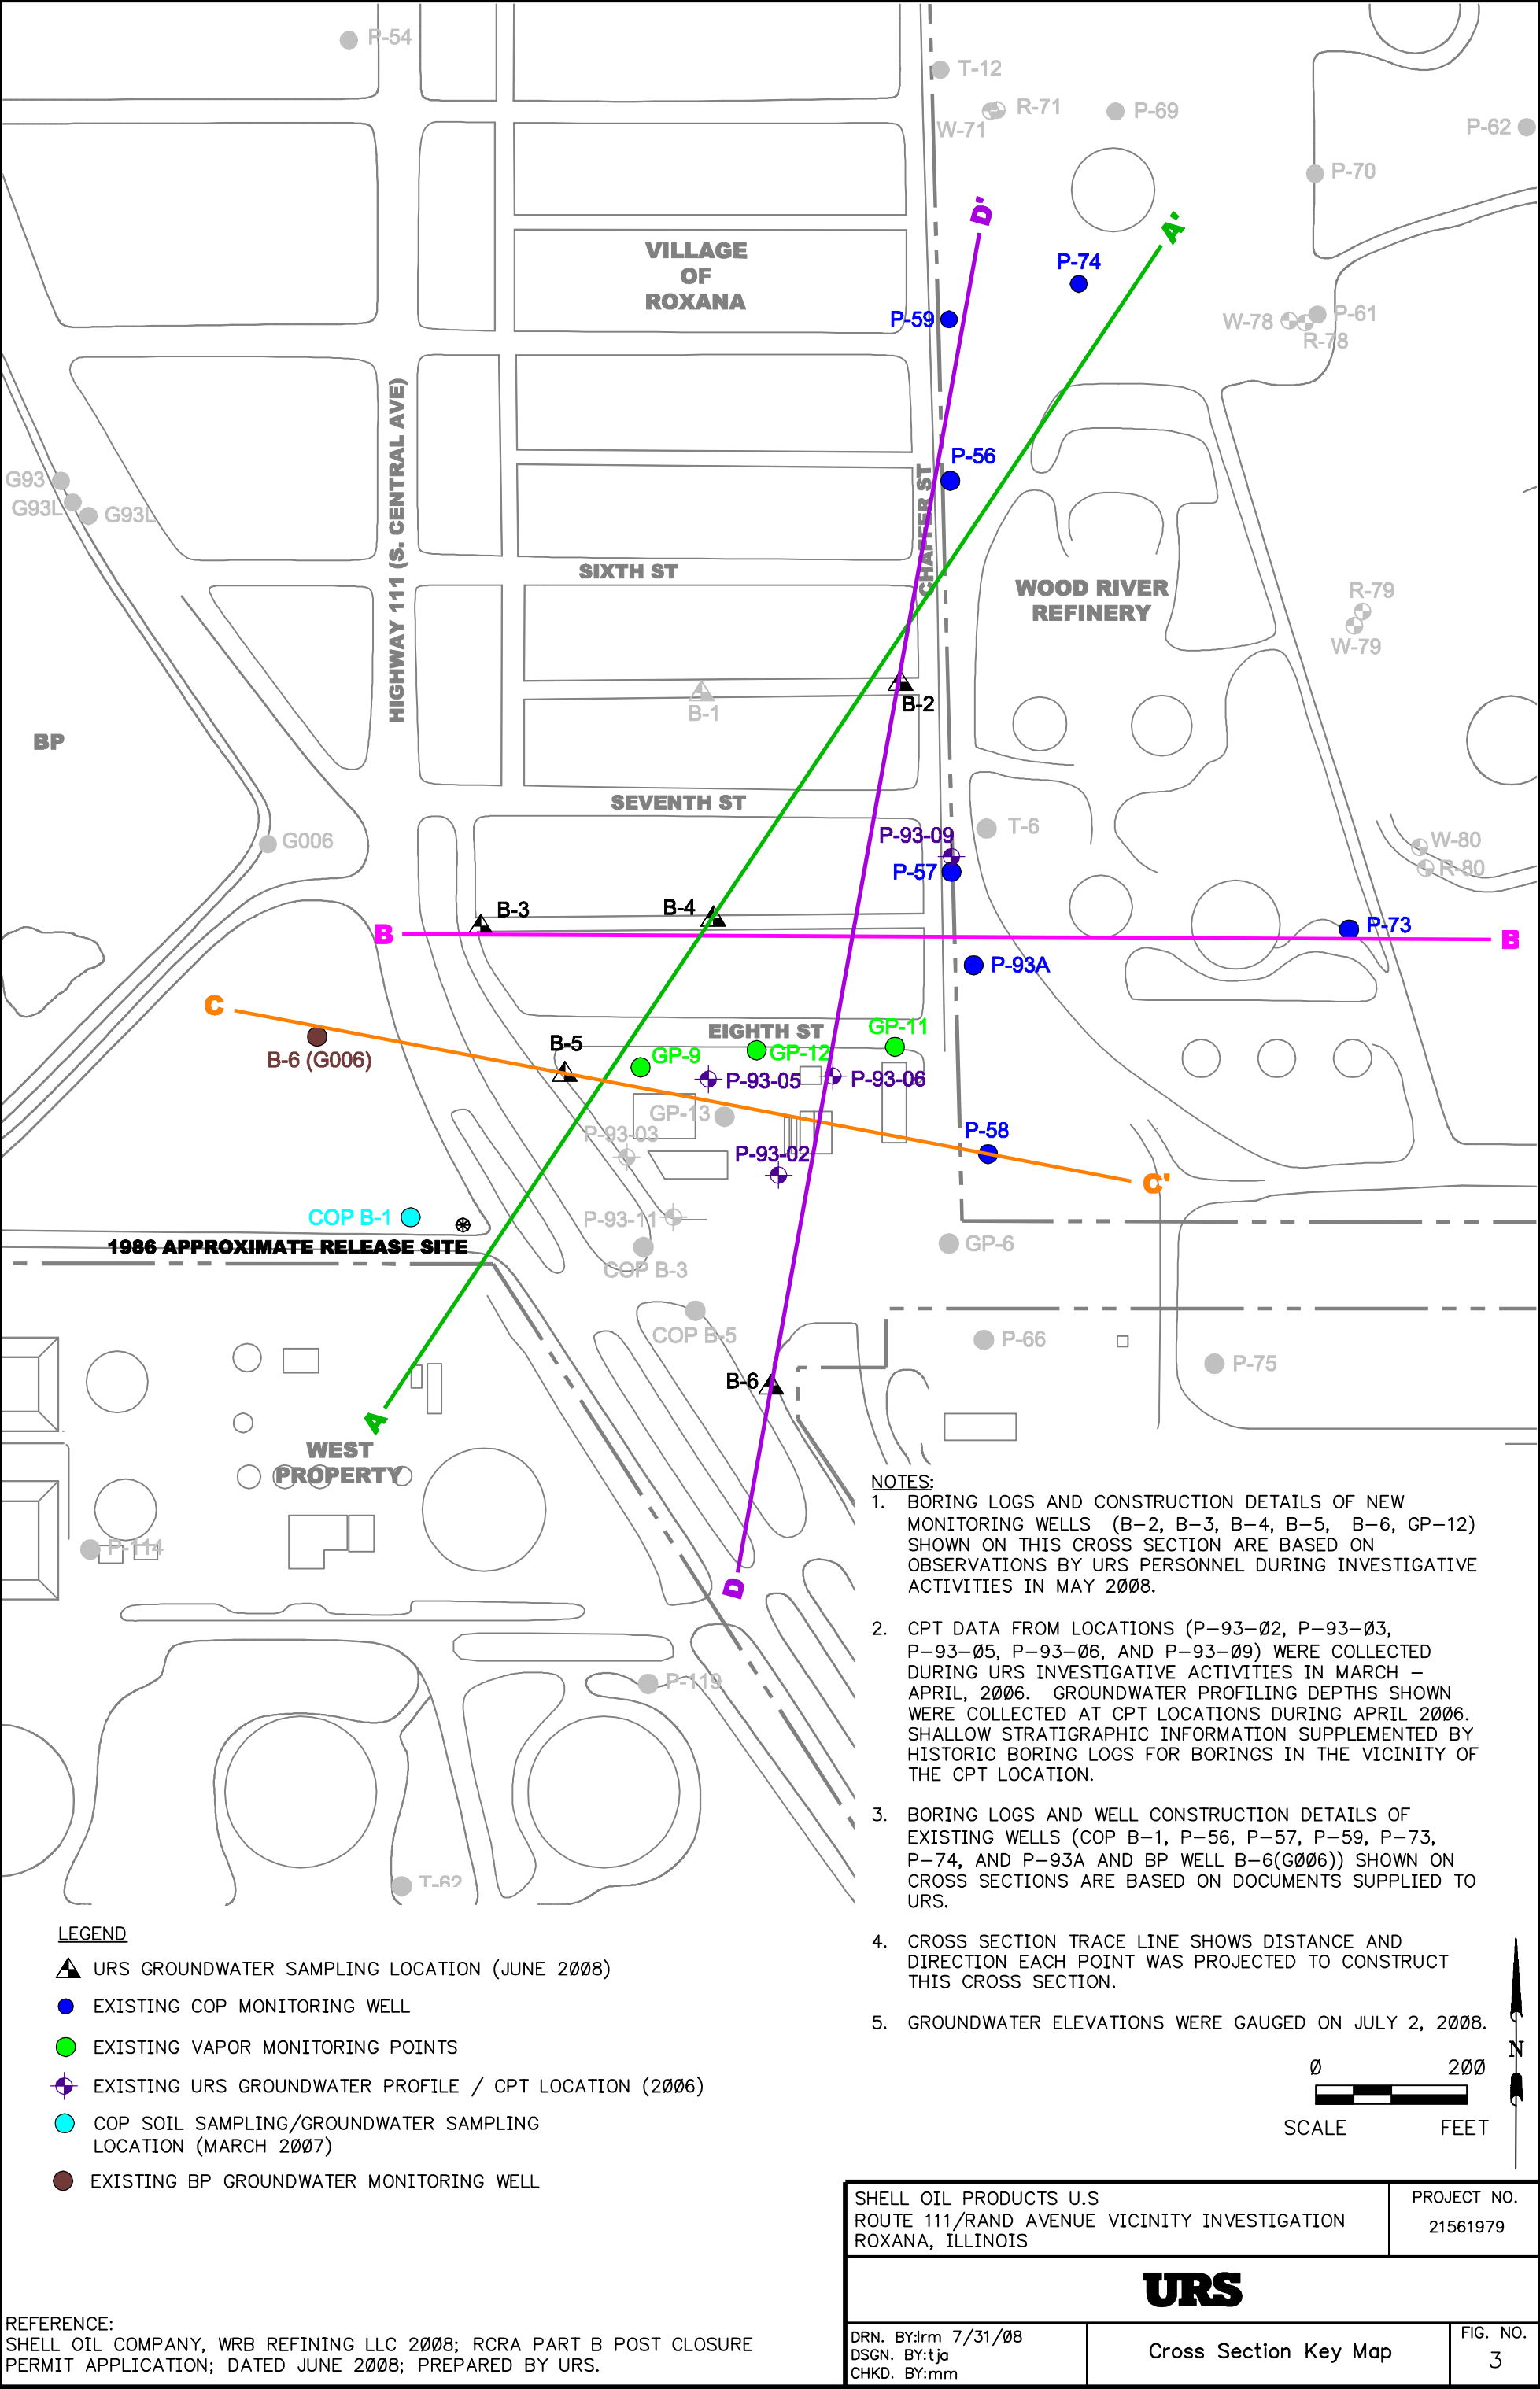 P-54
T-12
R-71
W-71
P-69
P-62
P-70
D'
A'
VILLAGE
OF
ROXANA
P-74
P-59
W-78
P-61
R-78
HIGHWAY 111 (S. CENTRAL AVE)
P-56
CHAFFER ST
G93
G93L
G93L
SIXTH ST
WOOD RIVER
REFINERY
R-79
W-79
B-1
B-2
BP
SEVENTH ST
G006
P-93-09
T-6
P-57
W-80
R-80
B-3
B-4
B
P-73
B
P-93A
C
EIGHTH ST
GP-11
B-6 (G006)
B-5
GP-9
GP-12
P-93-05
P-93-06
GP-13
P-93-03
P-58
P-93-02
C'
COP B-1
P-93-11
1986 APPROXIMATE RELEASE SITE
GP-6
COP B-3
COP B-5
P-66
P-75
B-6
A
WEST
PROPERTY
P-114
D
P-119
T-62
NOTES:
1. BORING LOGS AND CONSTRUCTION DETAILS OF NEW
MONITORING WELLS (B-2, B-3, B-4, B-5, B-6, GP-12)
SHOWN ON THIS CROSS SECTION ARE BASED ON
OBSERVATIONS BY URS PERSONNEL DURING INVESTIGATIVE
ACTIVITIES IN MAY 2008.
2. CPT DATA FROM LOCATIONS (P-93-02, P-93-03,
P-93-05, P-93-06, AND P-93-09) WERE COLLECTED
DURING URS INVESTIGATIVE ACTIVITIES IN MARCH -
APRIL, 2006. GROUNDWATER PROFILING DEPTHS SHOWN
WERE COLLECTED AT CPT LOCATIONS DURING APRIL 2006.
SHALLOW STRATIGRAPHIC INFORMATION SUPPLEMENTED BY
HISTORIC BORING LOGS FOR BORINGS IN THE VICINITY OF
THE CPT LOCATION.
3. BORING LOGS AND WELL CONSTRUCTION DETAILS OF
EXISTING WELLS (COP B-1, P-56, P-57, P-59, P-73,
P-74, AND P-93A AND BP WELL B-6(G006)) SHOWN ON
CROSS SECTIONS ARE BASED ON DOCUMENTS SUPPLIED TO
URS.
4. CROSS SECTION TRACE LINE SHOWS DISTANCE AND
DIRECTION EACH POINT WAS PROJECTED TO CONSTRUCT
THIS CROSS SECTION.
5. GROUNDWATER ELEVATIONS WERE GAUGED ON JULY 2, 2008.
N
0 200
SCALE FEET
LEGEND
URS GROUNDWATER SAMPLING LOCATION (JUNE 2008)
EXISTING COP MONITORING WELL
EXISTING VAPOR MONITORING POINTS
EXISTING URS GROUNDWATER PROFILE / CPT LOCATION (2006)
COP SOIL SAMPLING/GROUNDWATER SAMPLING
LOCATION (MARCH 2007)
EXISTING BP GROUNDWATER MONITORING WELL
REFERENCE:
SHELL OIL COMPANY, WRB REFINING LLC 2008; RCRA PART B POST CLOSURE
PERMIT APPLICATION; DATED JUNE 2008; PREPARED BY URS.
SHELL OIL PRODUCTS U.S
ROUTE 111/RAND AVENUE VICINITY INVESTIGATION
ROXANA, ILLINOIS
PROJECT NO.
21561979
URS
DRN. BY:lrm 7/31/08
DSGN. BY:tja
CHKD. BY:mm
Cross Section Key Map
FIG. NO.
3